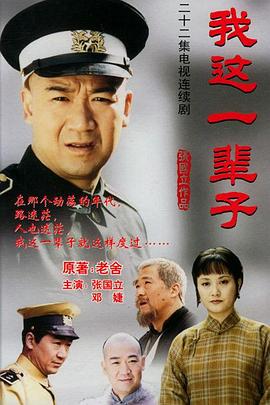 我这一辈子
二十二集电视连续剧
张國立作品
在那个动荡的年代，
路迷茫，
人也迷茫
我这一辈子就这样度过……
原著:老舍
主演:张国立
邓婕